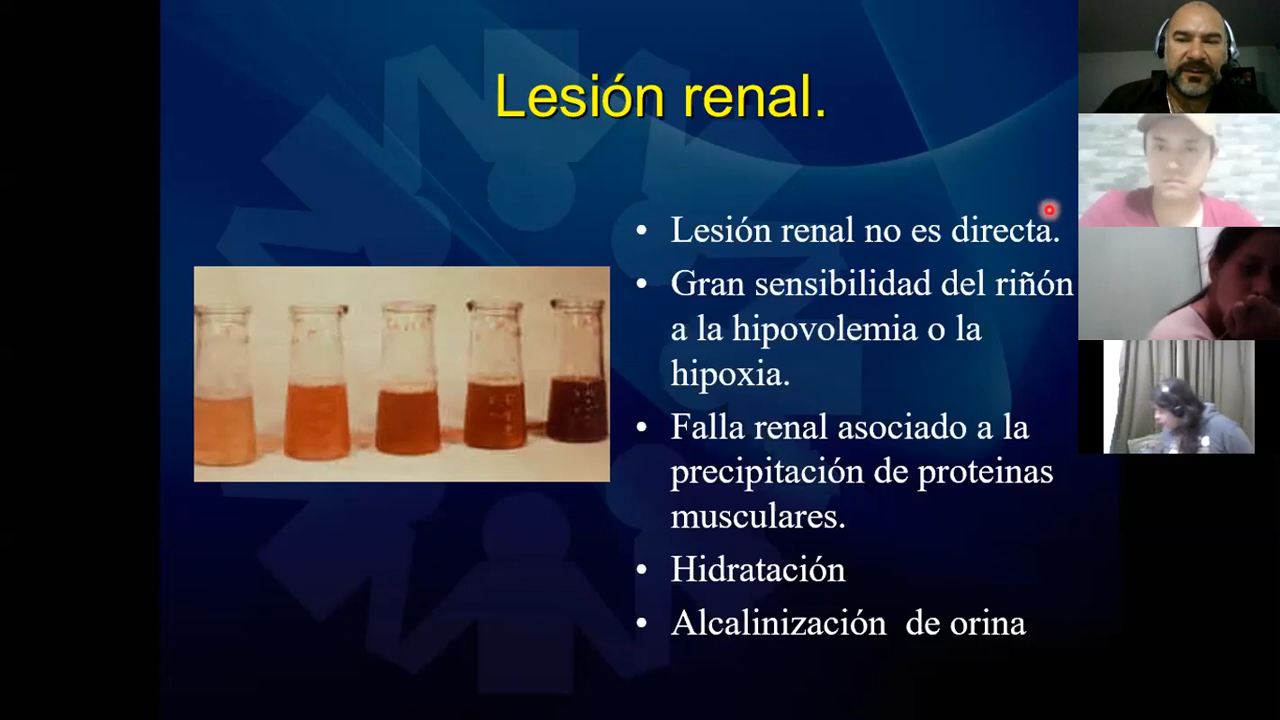 Lesión renal.
• Lesión renal no es directa.
• Gran sensibilidad del riñón
a la hipovolemia o la
hipoxia.
• Falla renal asociado a la
precipitación de proteinas
musculares.
• Hidratación
• Alcalinización de orina